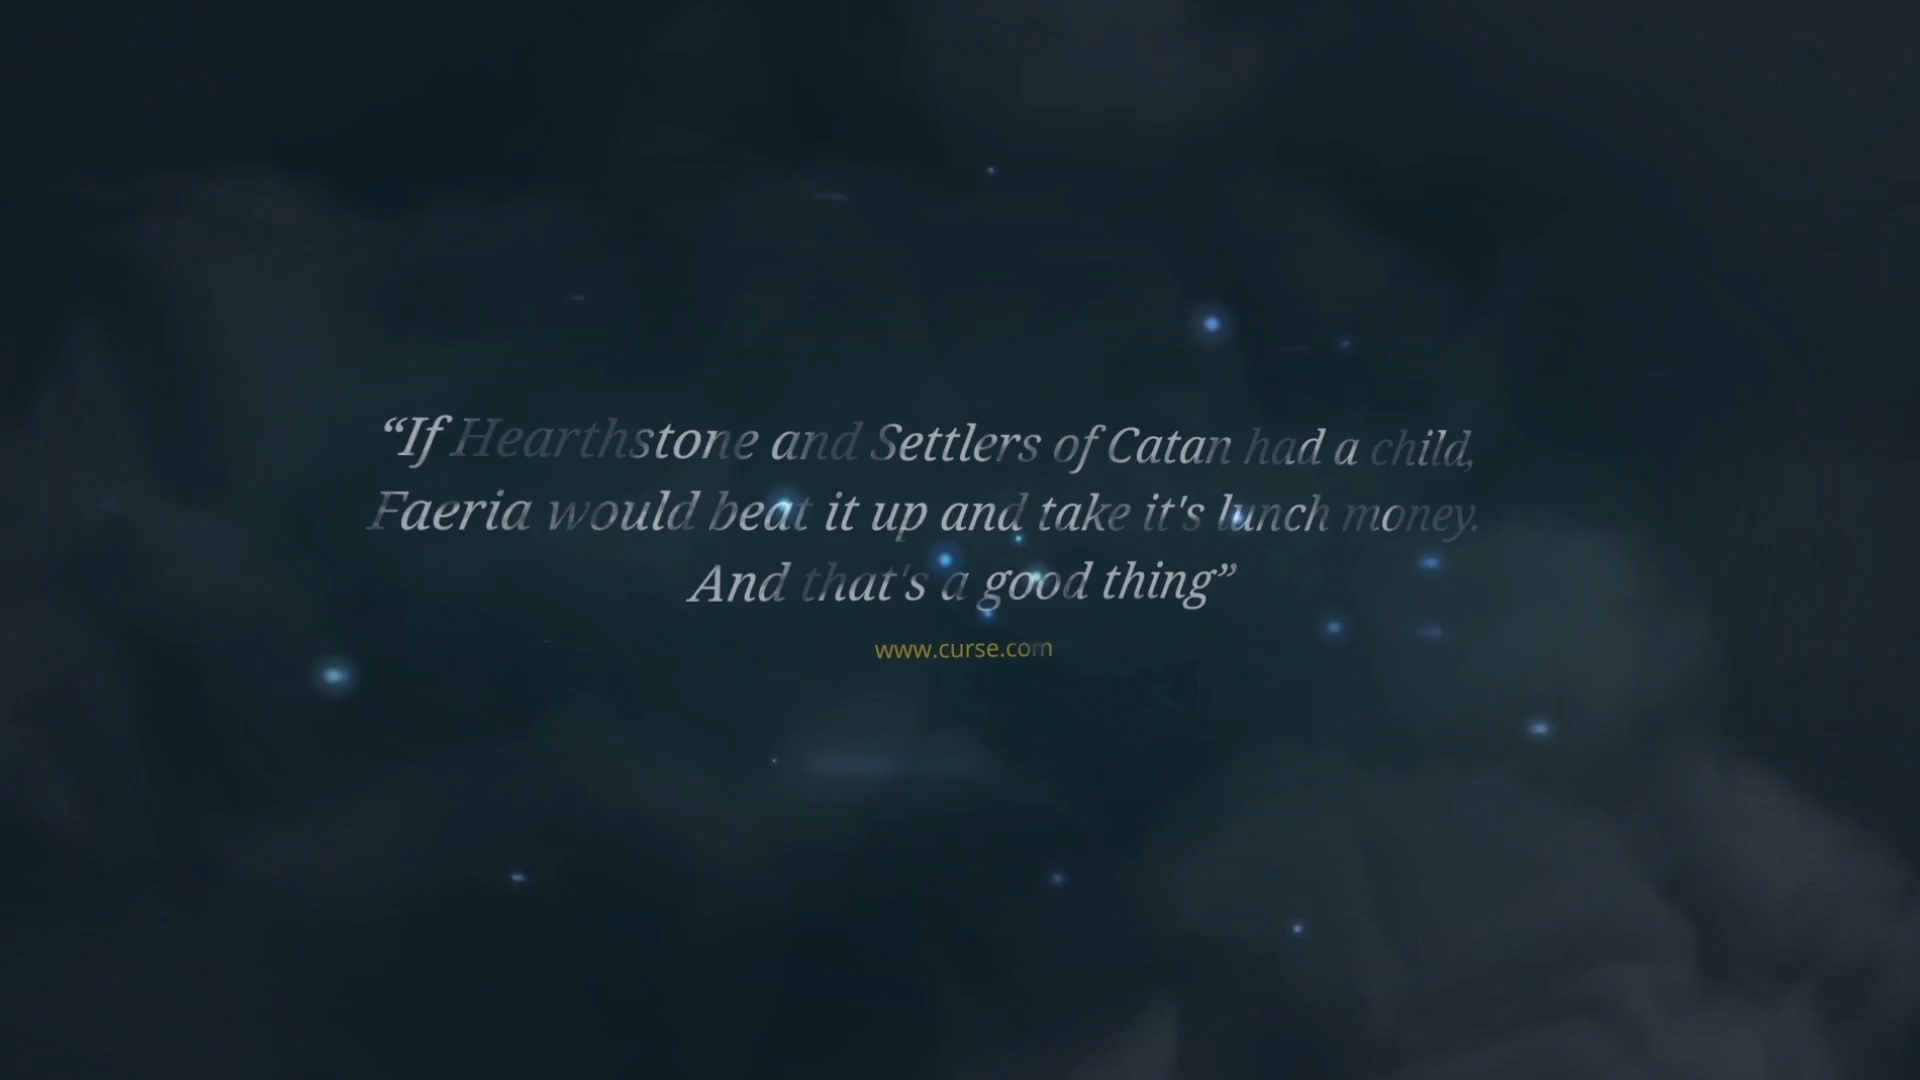 “If Hearthstone and Settlers of Catan had a child,
Faeria would beat it up and take it's lunch money.
And that's a good thing”
www.curse.com